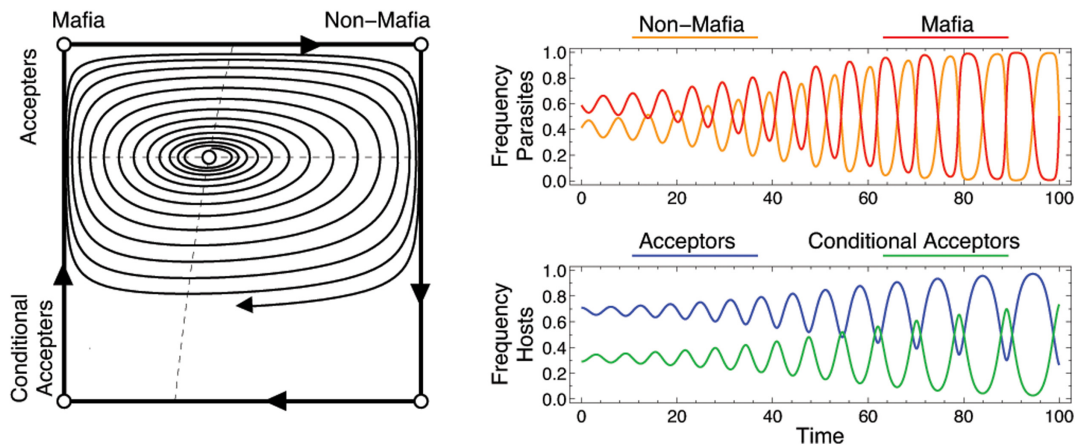 Mafia
Non-Mafia
Accepters
Conditional
Accepters
Non-Mafia
Mafia
Frequency
Parasites
1.0
0.8
0.6
0.4
0.2
0.0
0
20
40
60
80
100
Acceptors
Conditional Acceptors
Frequency
Hosts
1.0
0.8
0.6
0.4
0.2
0.0
0
20
40
60
80
100
Time